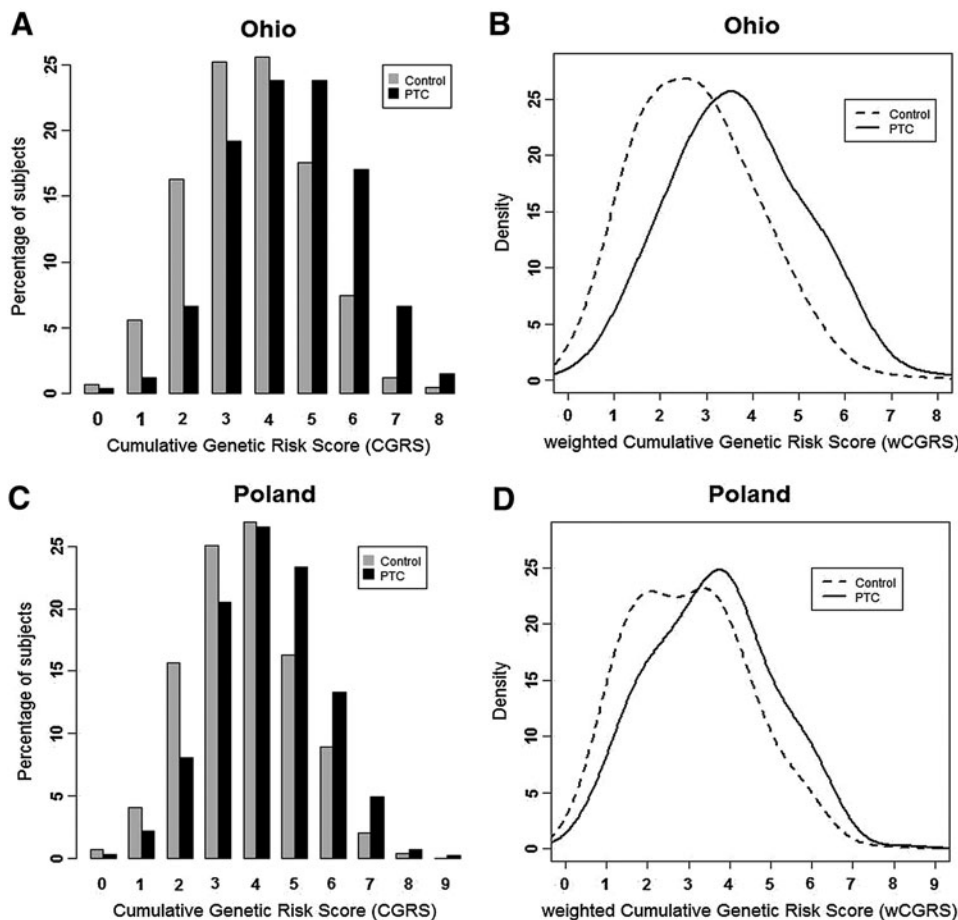 A
Ohio
Percentage of subjects
25
20
15
10
5
0
Control
PTC
0 1 2 3 4 5 6 7 8
Cumulative Genetic Risk Score (CGRS)
B
Ohio
Density
25
20
15
10
5
0
Control
PTC
0 1 2 3 4 5 6 7 8
weighted Cumulative Genetic Risk Score (wCGRS)
C
Poland
Percentage of subjects
25
20
15
10
5
0
Control
PTC
0 1 2 3 4 5 6 7 8 9
Cumulative Genetic Risk Score (CGRS)
D
Poland
Density
25
20
15
10
5
0
Control
PTC
0 1 2 3 4 5 6 7 8 9
weighted Cumulative Genetic Risk Score (wCGRS)